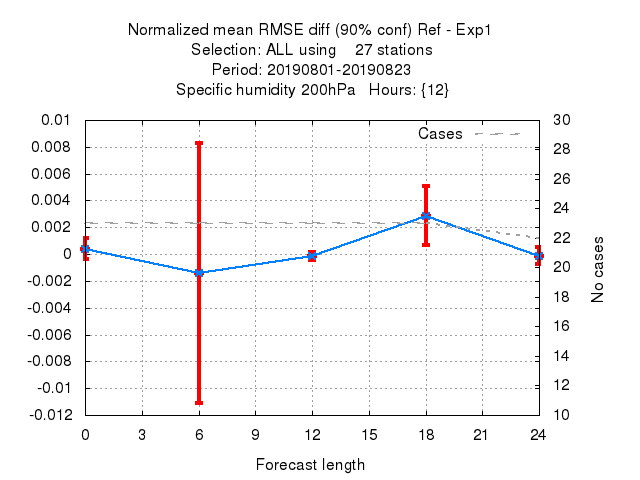 Normalized mean RMSE diff (90% conf) Ref - Exp1
Selection: ALL using 27 stations
Period: 20190801-20190823
Specific humidity 200hPa Hours: {12}
Cases
0.01
0.008
0.006
0.004
0.002
0
-0.002
-0.004
-0.006
-0.008
-0.01
-0.012
30
28
26
24
22
20
18
16
14
12
10
No cases
0 3 6 9 12 15 18 21 24
Forecast length